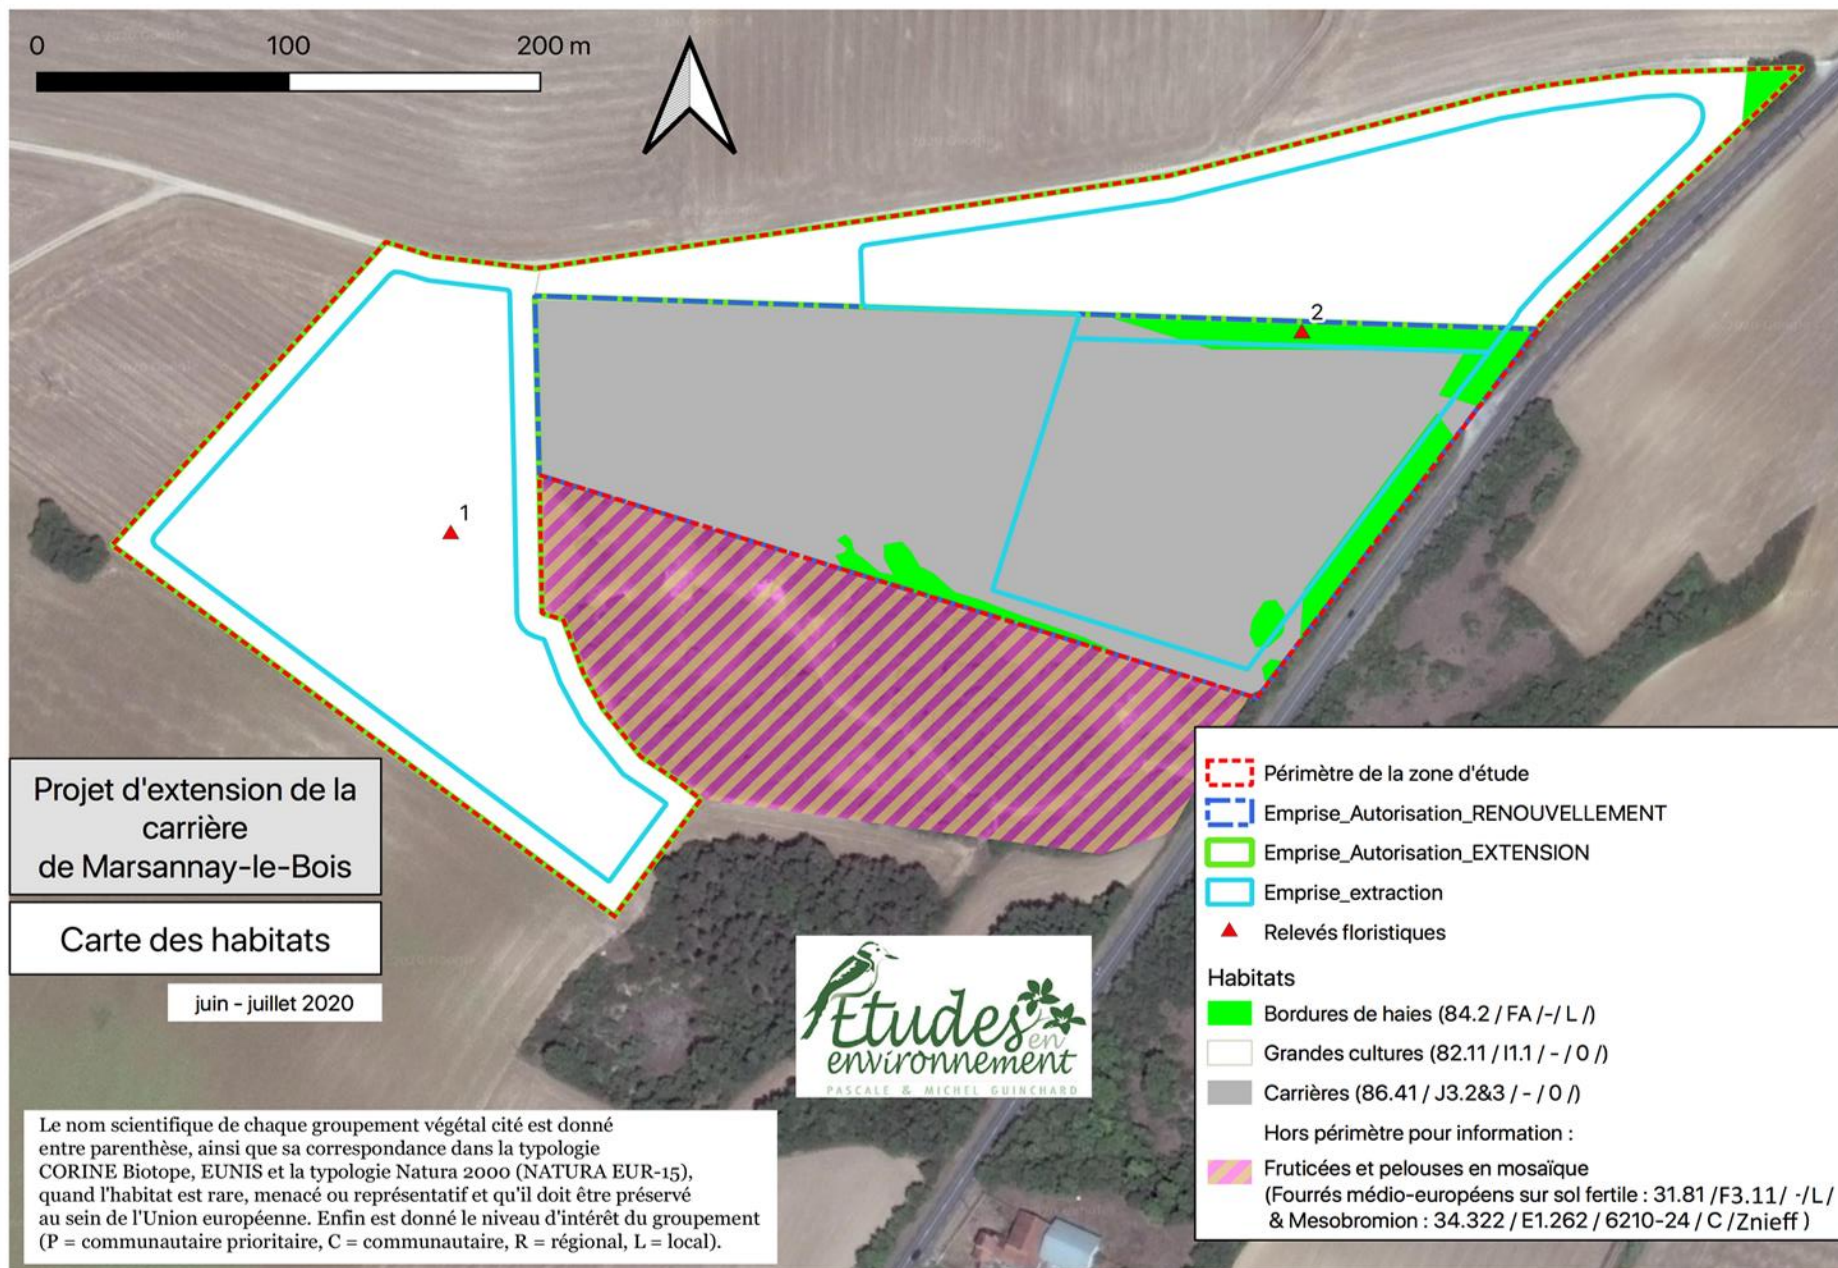 0 100 200 m
2
1
Projet d'extension de la
carrière
de Marsannay-le-Bois
Carte des habitats
juin - juillet 2020
Le nom scientifique de chaque groupement végétal cité est donné
entre parenthèse, ainsi que sa correspondance dans la typologie
CORINE Biotope, EUNIS et la typologie Natura 2000 (NATURA EUR-15),
quand l'habitat est rare, menacé ou représentatif et qu'il doit être préservé
au sein de l'Union européenne. Enfin est donné le niveau d'intérêt du groupement
(P = communautaire prioritaire, C = communautaire, R = régional, L = local).
Etudes
en
environnement
PASCALE & MICHEL GUINCHARD
Périmètre de la zone d'étude
Emprise_Autorisation_RENOUVELLEMENT
Emprise_Autorisation_EXTENSION
Emprise_extraction
Relevés floristiques
Habitats
Bordures de haies (84.2 / FA /-/ L /)
Grandes cultures (82.11 / I1.1 / - / 0 /)
Carrières (86.41 / J3.2&3 / - / 0 /)
Hors périmètre pour information :
Fruticées et pelouses en mosaïque
(Fourrés médio-européens sur sol fertile : 31.81 /F3.11/ -/L/
& Mesobromion : 34.322 / E1.262 / 6210-24 / C /Znieff )